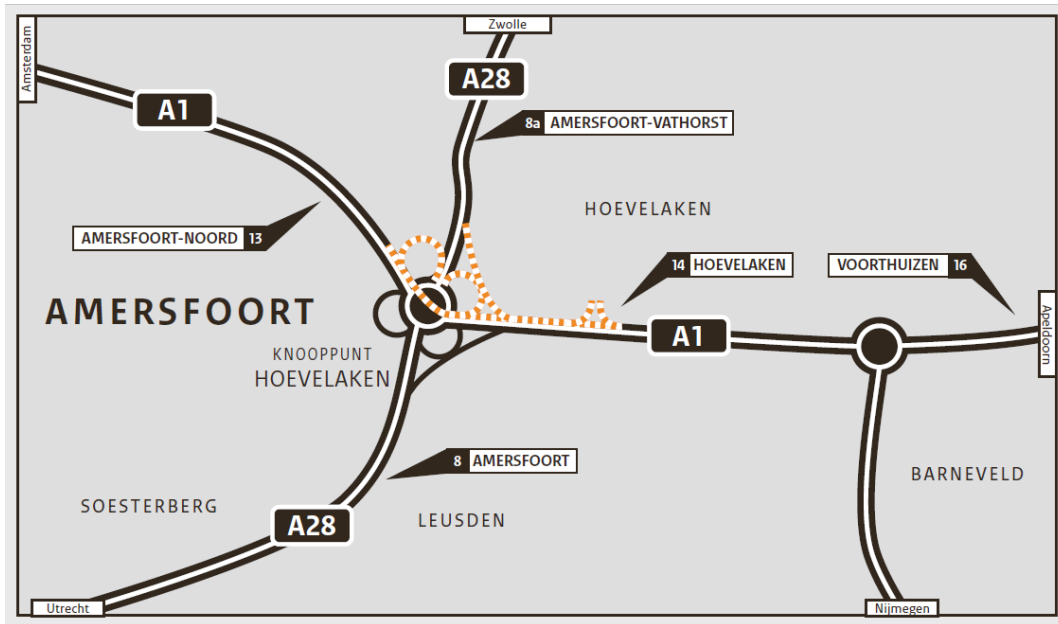 Zwolle
Amsterdam
A28
A1
8a AMERSFOORT-VATHORST
HOEVELAKEN
AMERSFOORT-NOORD 13
14 HOEVELAKEN
VOORTHUIZEN 16
AMERSFOORT
A1
Apeldoorn
KNOOPPUNT
HOEVELAKEN
8 AMERSFOORT
BARNEVELD
SOESTERBERG
LEUSDEN
A28
Utrecht
Nijmegen